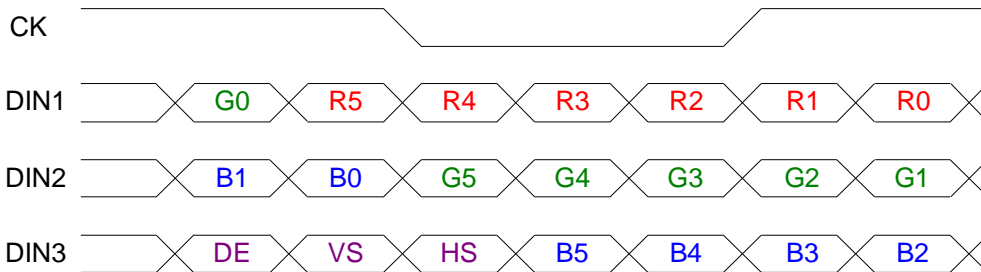 CK
DIN1 G0 R5 R4 R3 R2 R1 R0
DIN2 B1 B0 G5 G4 G3 G2 G1
DIN3 DE VS HS B5 B4 B3 B2